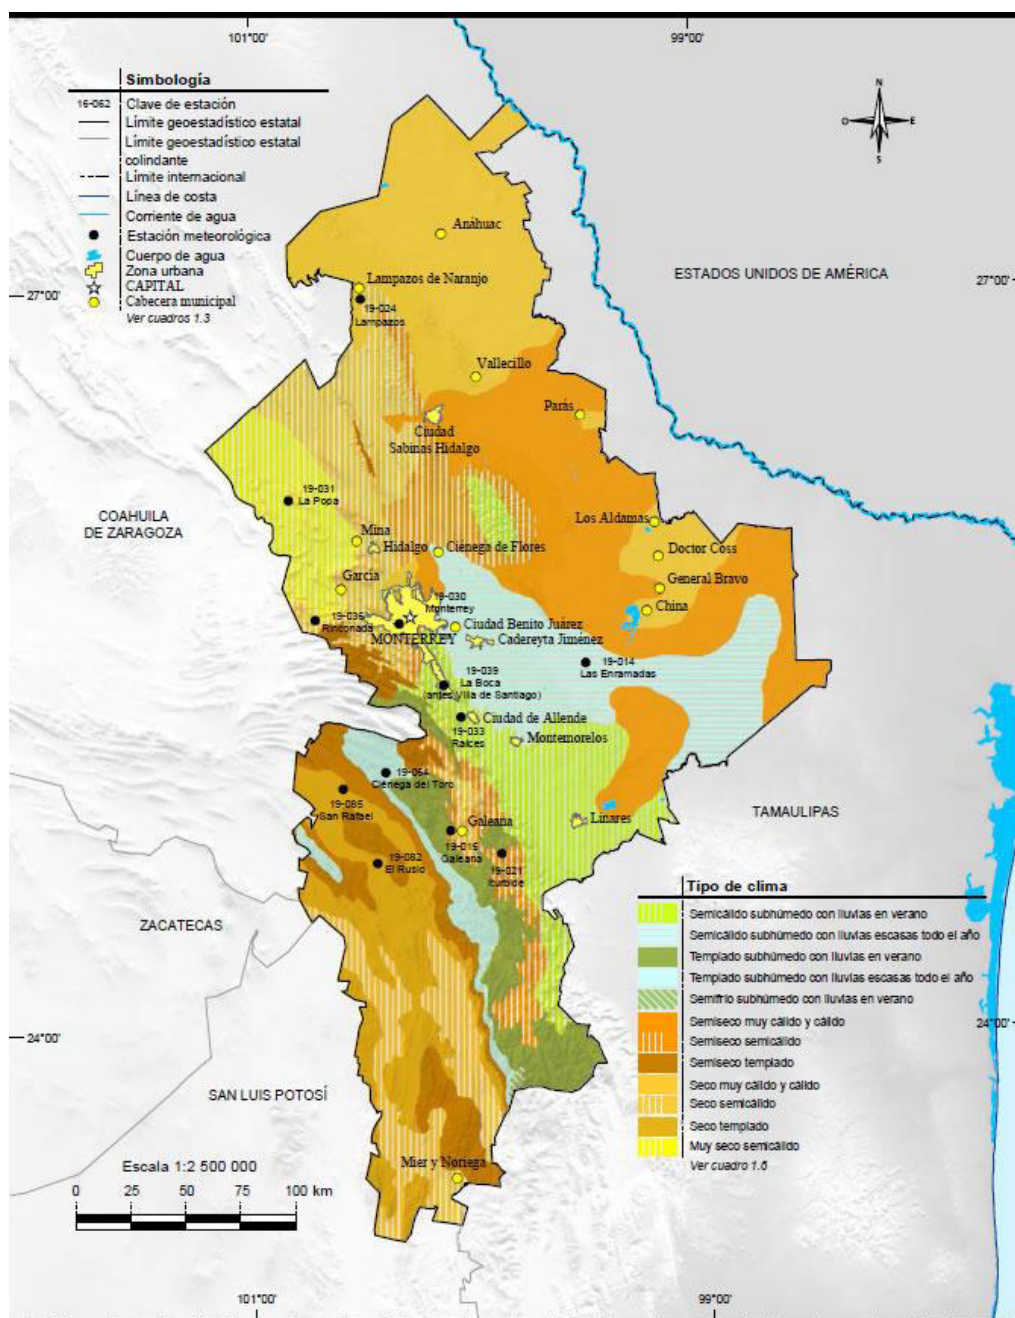 101°00'
99°00'
Simbología
16-062 Clave de estación
Límite geoestadístico estatal
Límite geoestadístico estatal
colindante
Límite internacional
Línea de costa
Corriente de agua
Estación meteorológica
Cuerpo de agua
Zona urbana
CAPITAL
Cabecera municipal
Ver cuadros 1.3
N
O
E
S
Anáhuac
ESTADOS UNIDOS DE AMÉRICA
27°00'
27°00'
Lampazos de Naranjo
19-024
Lampazos
Vallecillo
Parás
Ciudad
Sabinas Hidalgo
19-031
La Popa
COAHUILA
DE ZARAGOZA
Los Aldamas
Mina
Hidalgo
Ciénega de Flores
Doctor Coss
García
General Bravo
19-030
Monterrey
China
19-036
Rinconada
MONTERREY
Ciudad Benito Juárez
Cadereyta Jiménez
19-039
La Boca
(antes Villa de Santiago)
19-014
Las Enramadas
Ciudad de Allende
19-033
Raíces
Montemorelos
19-054
Ciénega del Toro
19-085
San Rafael
Galeana
Linares
TAMAULIPAS
19-016
Galeana
19-021
Iturbide
19-082
El Rusio
ZACATECAS
Tipo de clima
Semicálido subhúmedo con lluvias en verano
Semicálido subhúmedo con lluvias escasas todo el año
Templado subhúmedo con lluvias en verano
Templado subhúmedo con lluvias escasas todo el año
Semifrío subhúmedo con lluvias en verano
Semiseco muy cálido y cálido
Semiseco semicálido
Semiseco templado
Seco muy cálido y cálido
Seco semicálido
Seco templado
Muy seco semicálido
Ver cuadro 1.6
24°00'
24°00'
SAN LUIS POTOSÍ
Mier y Noriega
Escala 1:2 500 000
0 25 50 75 100 km
101°00'
99°00'